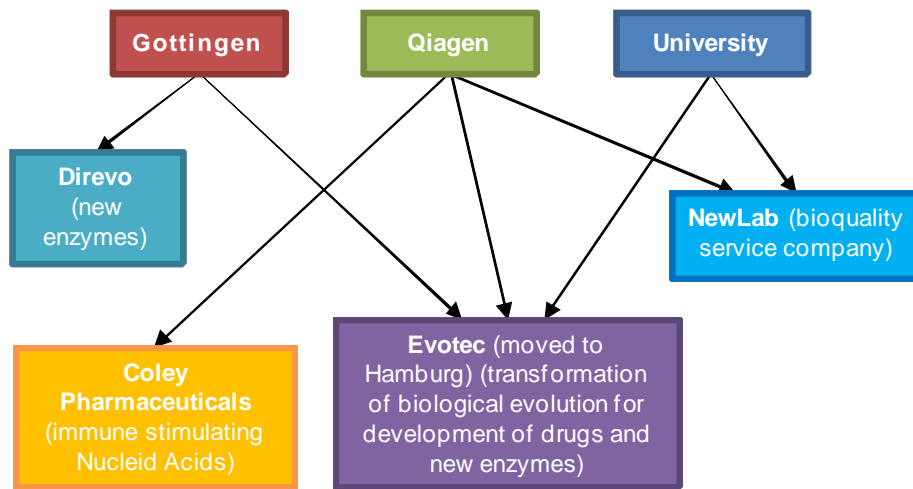 Gottingen
Qiagen
University
Direvo
(new
enzymes)
NewLab (bioquality
service company)
Coley
Pharmaceuticals
(immune stimulating
Nucleid Acids)
Evotec (moved to
Hamburg) (transformation
of biological evolution for
development of drugs and
new enzymes)